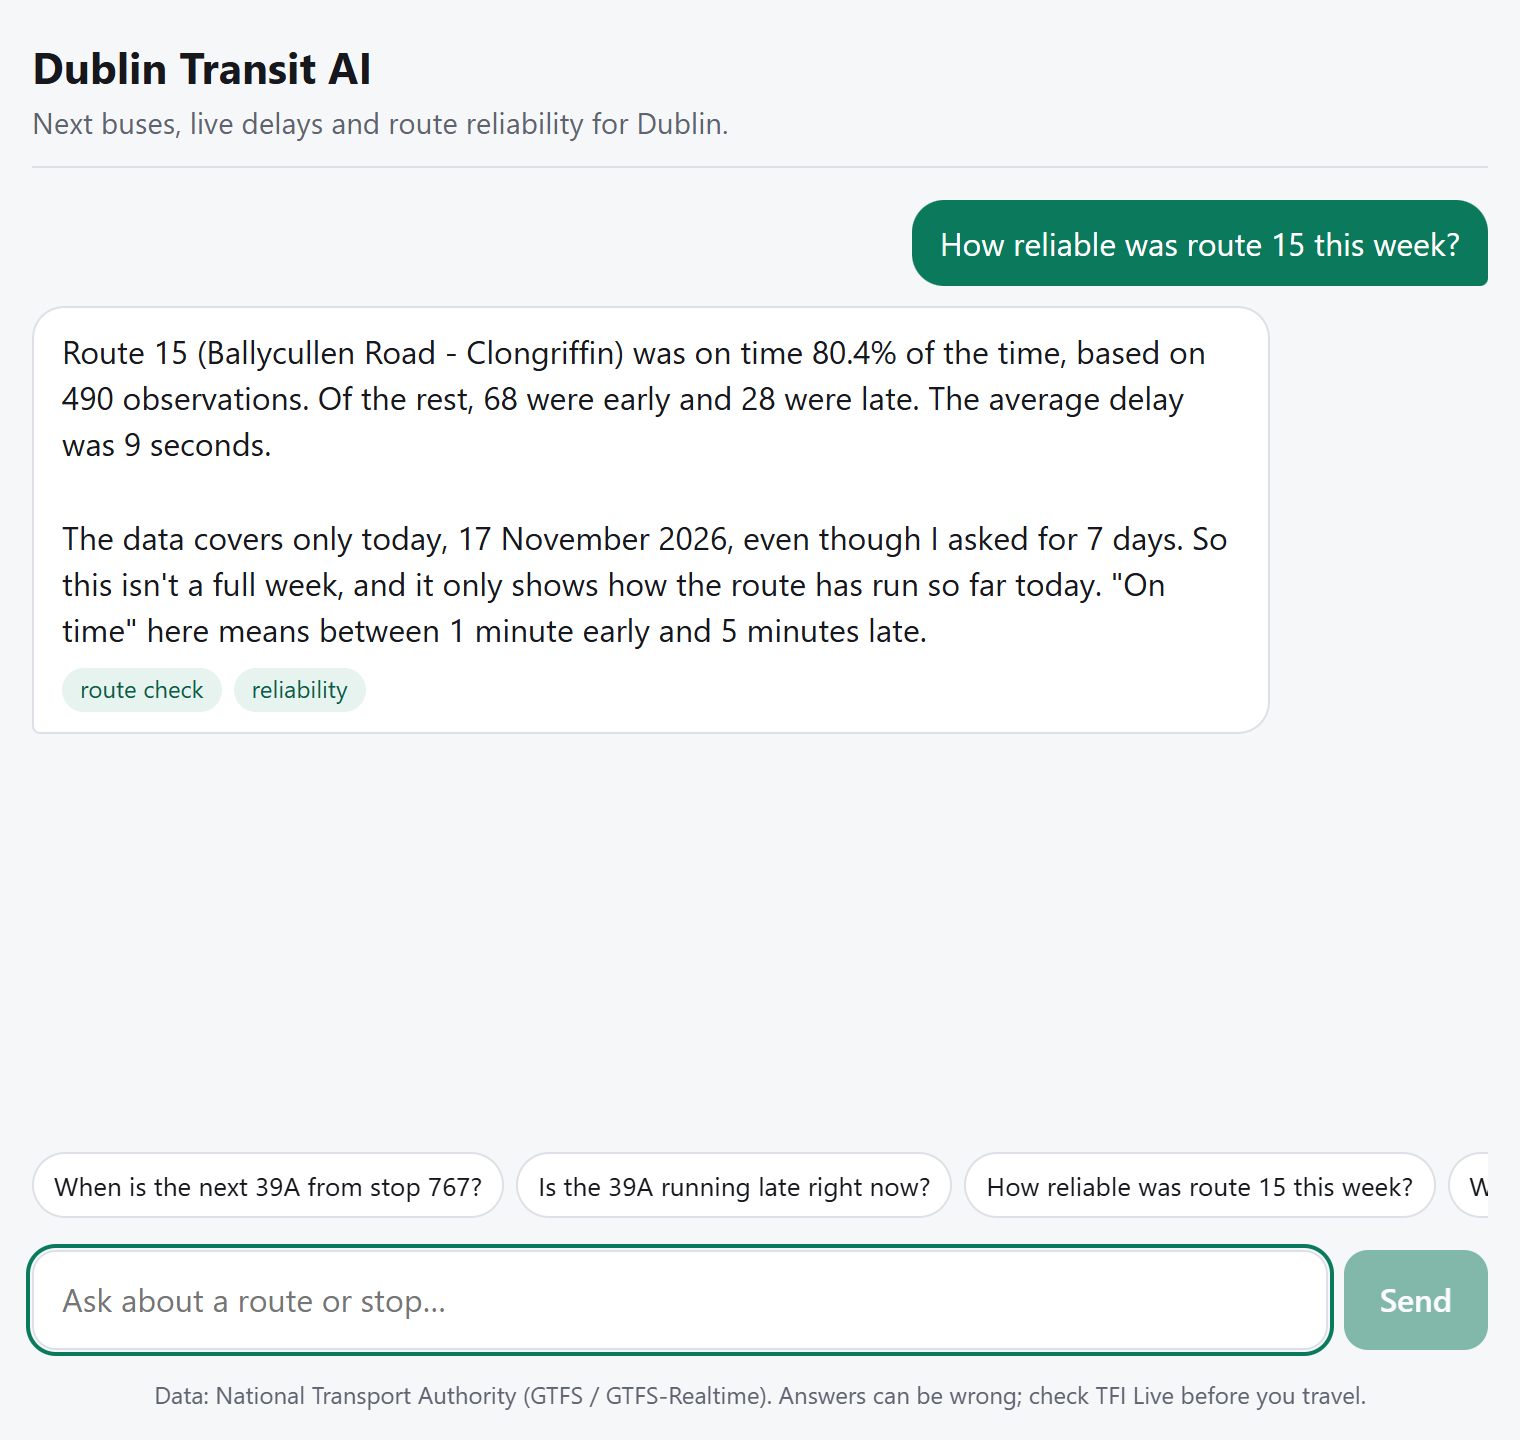 Dublin Transit AI
Next buses, live delays and route reliability for Dublin.
How reliable was route 15 this week?
Route 15 (Ballycullen Road - Clongriffin) was on time 80.4% of the time, based on
490 observations. Of the rest, 68 were early and 28 were late. The average delay
was 9 seconds.
The data covers only today, 17 November 2026, even though I asked for 7 days. So
this isn't a full week, and it only shows how the route has run so far today. "On
time" here means between 1 minute early and 5 minutes late.
route check reliability
When is the next 39A from stop 767? Is the 39A running late right now? How reliable was route 15 this week?
Ask about a route or stop...
Send
Data: National Transport Authority (GTFS / GTFS-Realtime). Answers can be wrong; check TFI Live before you travel.